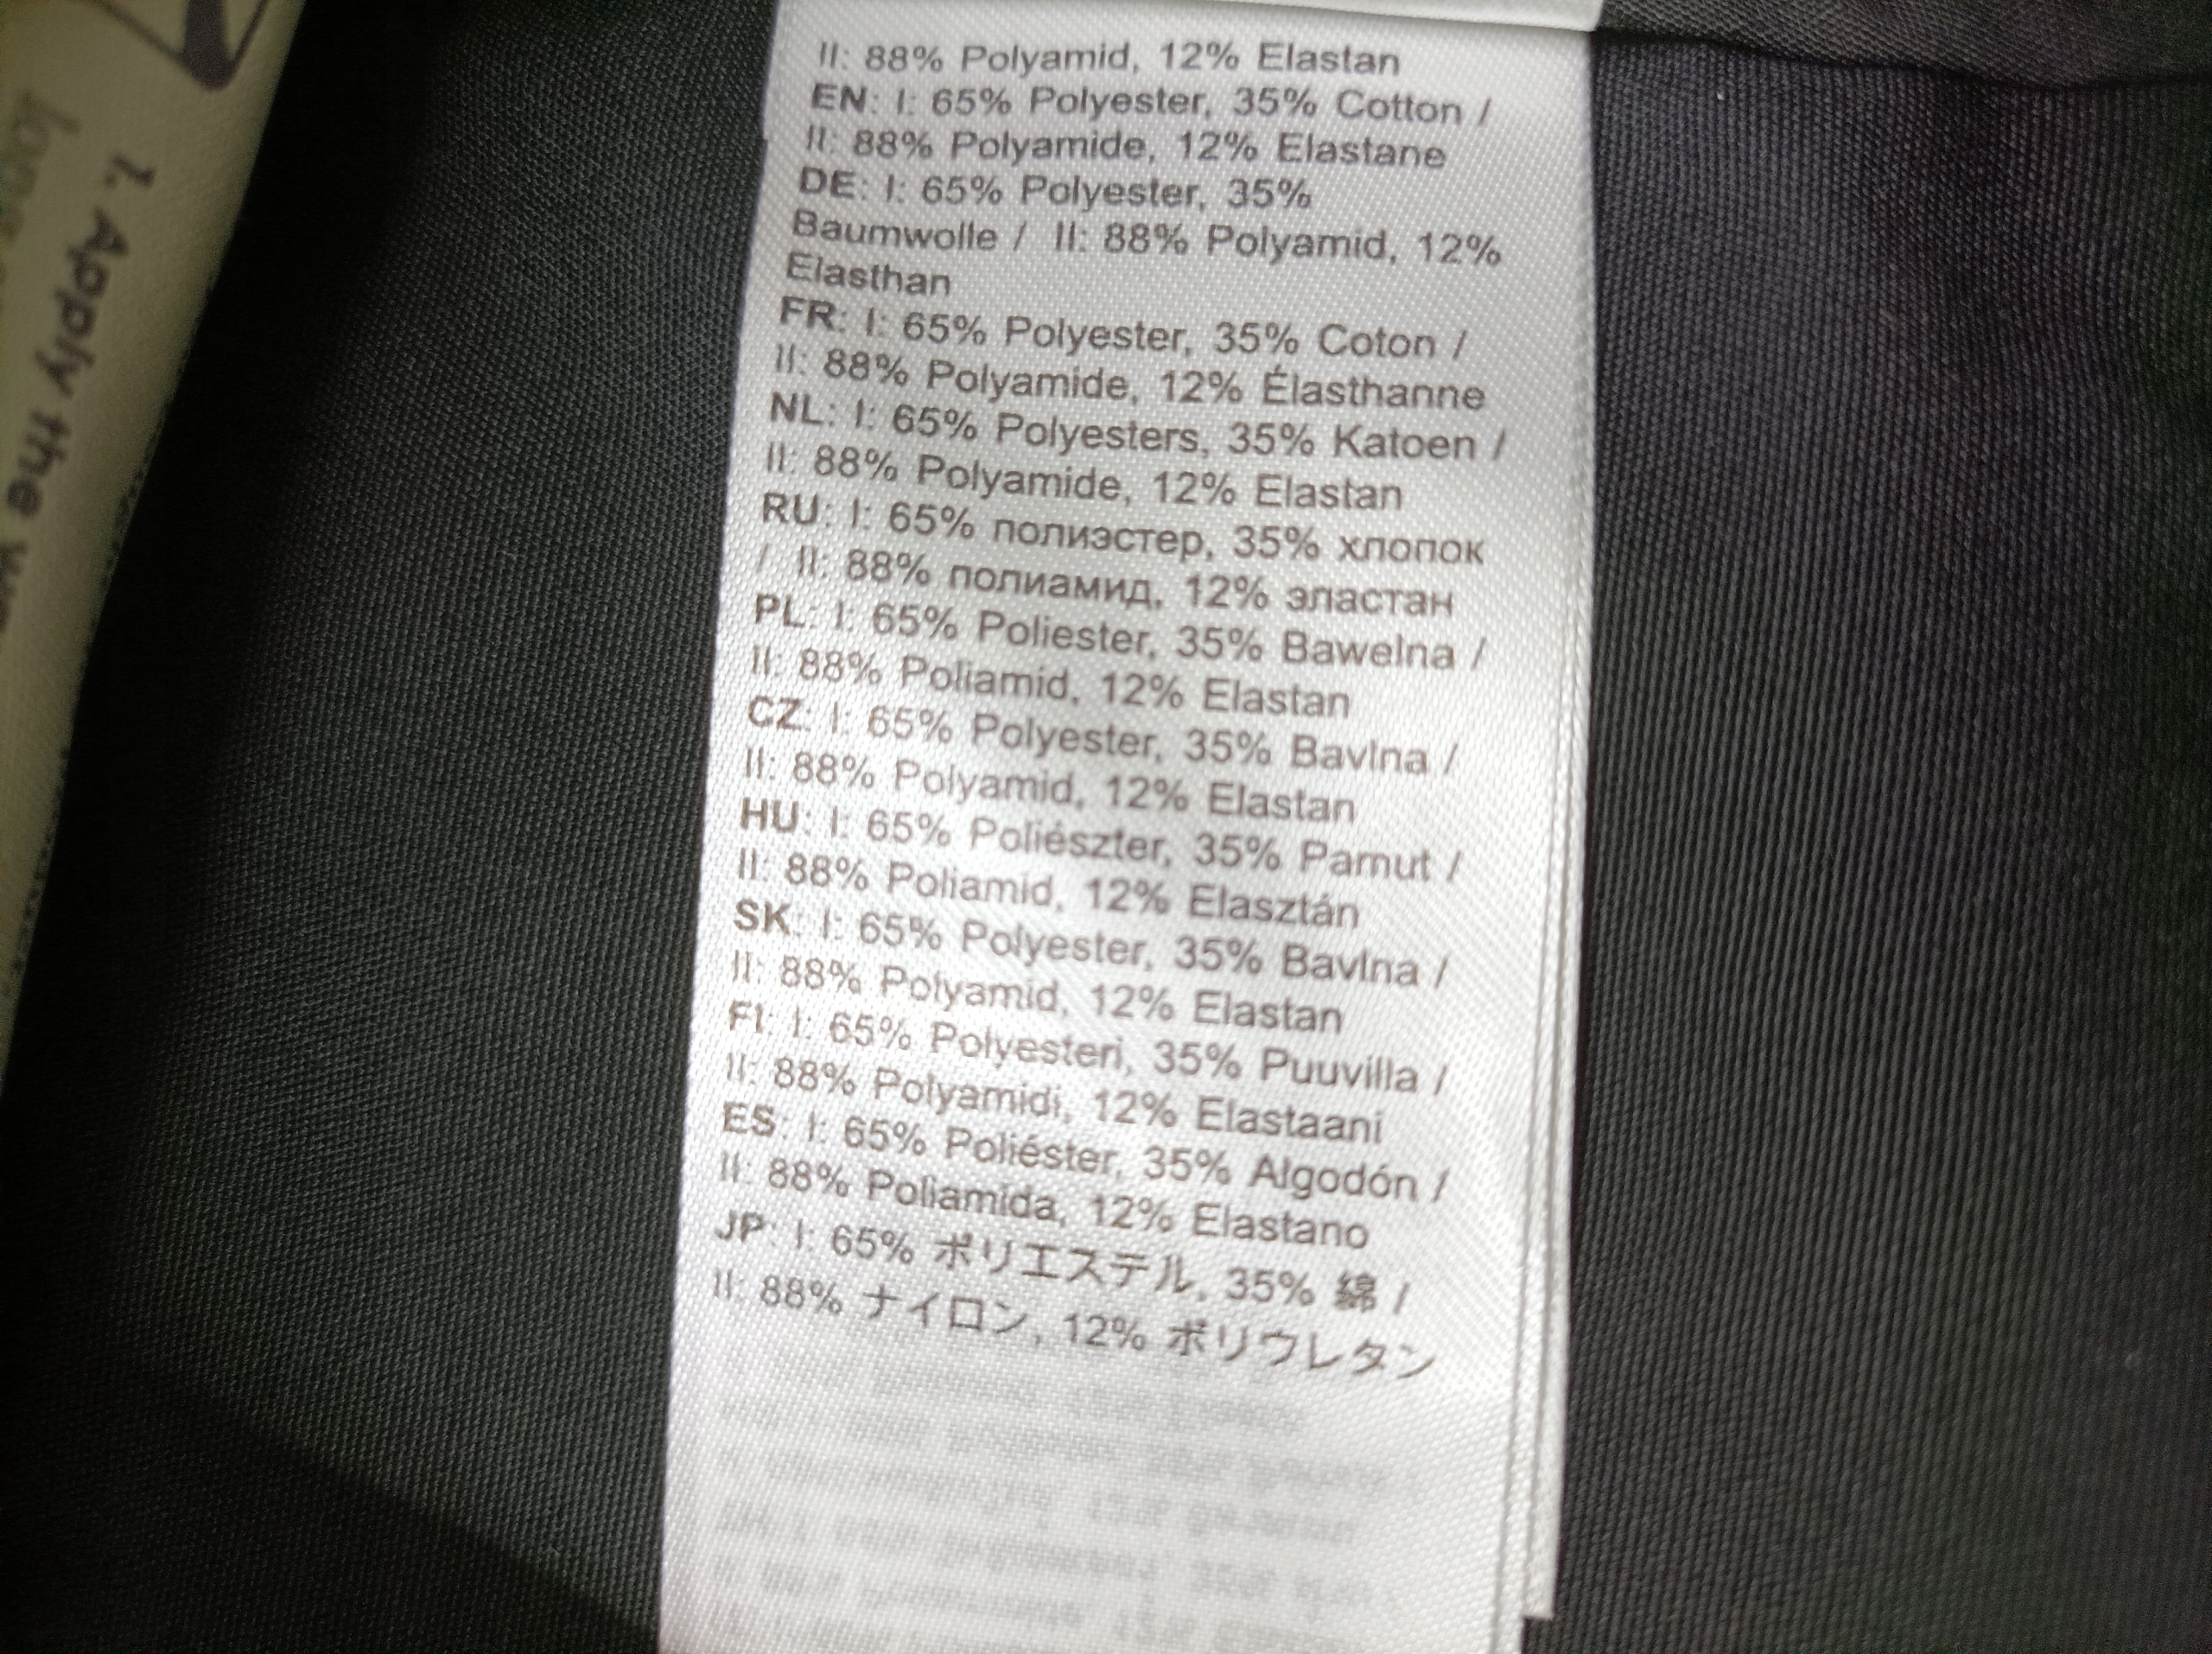 II: 88% Polyamid, 12% Elastan
EN: I: 65% Polyester, 35% Cotton /
II: 88% Polyamide, 12% Elastane
DE: I: 65% Polyester, 35%
Baumwolle / II: 88% Polyamid, 12%
Elasthan
FR: I: 65% Polyester, 35% Coton /
II: 88% Polyamide, 12% Élasthanne
NL: I: 65% Polyesters, 35% Katoen /
II: 88% Polyamide, 12% Elastan
RU: I: 65% полиэстер, 35% хлопок
/ II: 88% полиамид, 12% эластан
PL: I: 65% Poliester, 35% Bawelna /
II: 88% Poliamid, 12% Elastan
CZ: I: 65% Polyester, 35% Bavlna /
II: 88% Polyamid, 12% Elastan
HU: I: 65% Poliészter, 35% Pamut /
II: 88% Poliamid, 12% Elasztán
SK: I: 65% Polyester, 35% Bavlna /
II: 88% Polyamid, 12% Elastan
FI: I: 65% Polyesteri, 35% Puuvilla /
II: 88% Polyamidi, 12% Elastaani
ES: I: 65% Poliéster, 35% Algodón /
II: 88% Poliamida, 12% Elastano
JP: I: 65% ポリエステル, 35% 綿 /
II: 88% ナイロン, 12% ポリウレタン
1. Apply the